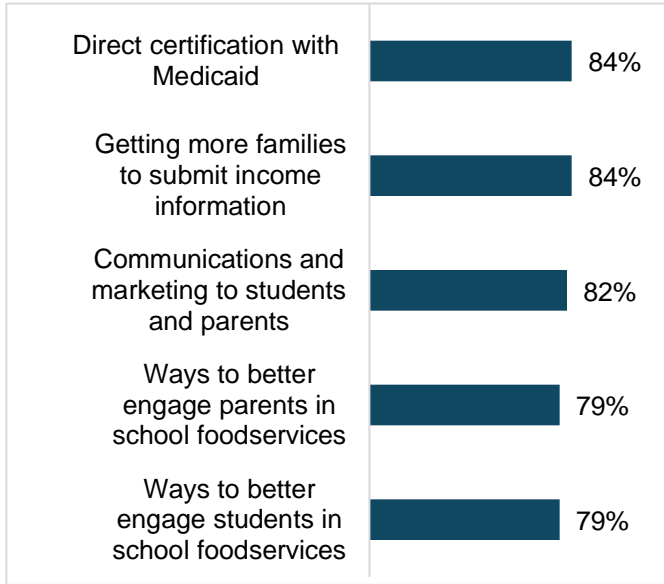 Direct certification with
Medicaid
84%
Getting more families
to submit income
information
84%
Communications and
marketing to students
and parents
82%
Ways to better
engage parents in
school foodservices
79%
Ways to better
engage students in
school foodservices
79%